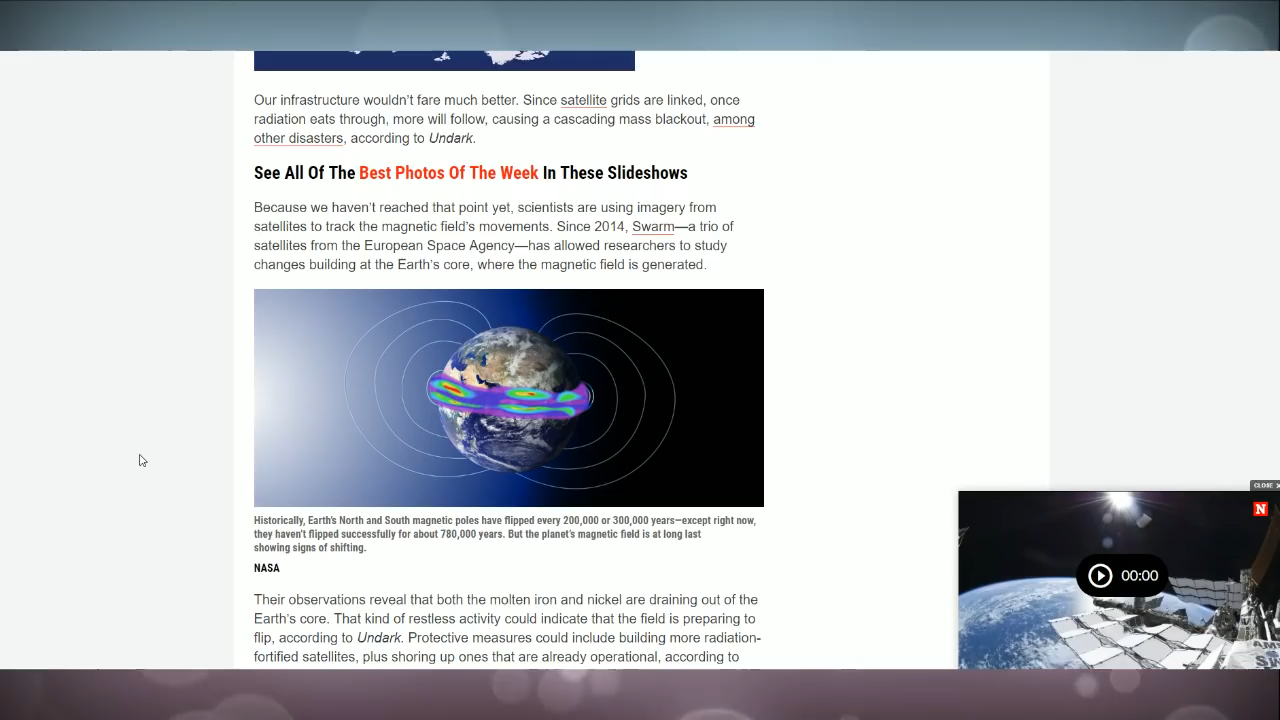 Our infrastructure wouldn’t fare much better. Since satellite grids are linked, once
radiation eats through, more will follow, causing a cascading mass blackout, among
other disasters, according to Undark.
See All Of The Best Photos Of The Week In These Slideshows
Because we haven’t reached that point yet, scientists are using imagery from
satellites to track the magnetic field’s movements. Since 2014, Swarm—a trio of
satellites from the European Space Agency—has allowed researchers to study
changes building at the Earth’s core, where the magnetic field is generated.
Historically, Earth’s North and South magnetic poles have flipped every 200,000 or 300,000 years—except right now,
they haven’t flipped successfully for about 780,000 years. But the planet’s magnetic field is at long last
showing signs of shifting.
NASA
Their observations reveal that both the molten iron and nickel are draining out of the
Earth’s core. That kind of restless activity could indicate that the field is preparing to
flip, according to Undark. Protective measures could include building more radiation-
fortified satellites, plus shoring up ones that are already operational, according to
CLOSE X
N
00:00